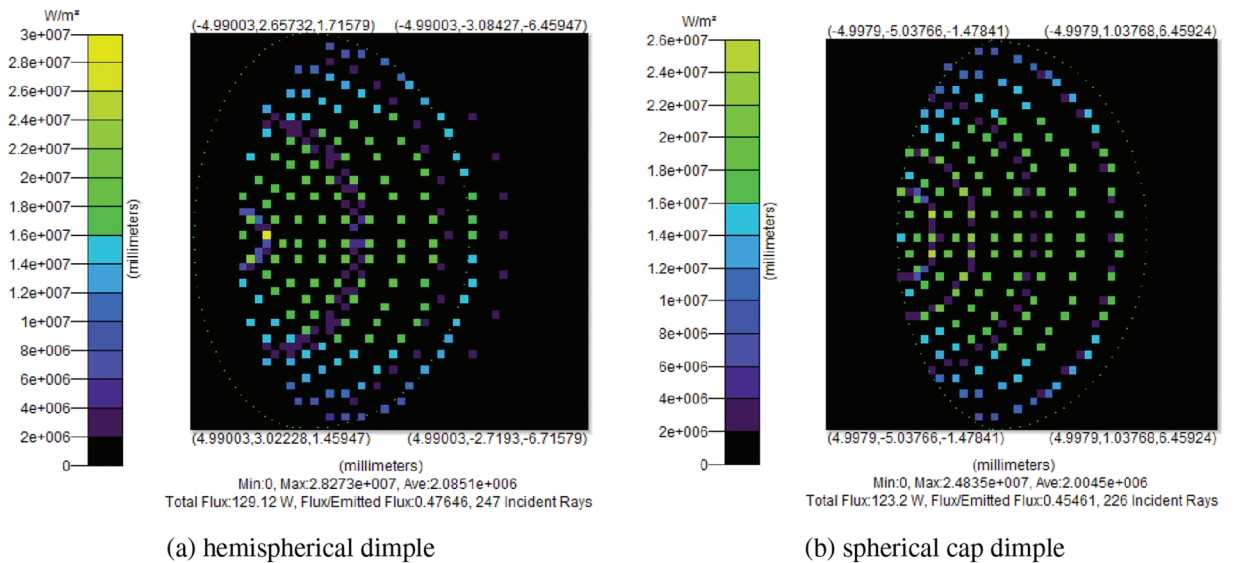 W/m²
3e+007
2.8e+007
2.6e+007
2.4e+007
2.2e+007
2e+007
1.8e+007
1.6e+007
1.4e+007
1.2e+007
1e+007
8e+006
6e+006
4e+006
2e+006
0
(-4.99003,2.65732,1.71579) (-4.99003,-3.08427,-6.45947)
(millimeters)
(4.99003,3.02228,1.45947) (4.99003,-2.7193,-6.71579)
(millimeters)
Min:0, Max:2.8273e+007, Ave:2.0851e+006
Total Flux:129.12 W, Flux/Emitted Flux:0.47646, 247 Incident Rays
(a) hemispherical dimple
W/m²
2.6e+007
2.4e+007
2.2e+007
2e+007
1.8e+007
1.6e+007
1.4e+007
1.2e+007
1e+007
8e+006
6e+006
4e+006
2e+006
0
(-4.9979,-5.03766,-1.47841) (-4.9979,1.03768,6.45924)
(millimeters)
(4.9979,-5.03766,-1.47841) (4.9979,1.03768,6.45924)
(millimeters)
Min:0, Max:2.4835e+007, Ave:2.0045e+006
Total Flux:123.2 W, Flux/Emitted Flux:0.45461, 226 Incident Rays
(b) spherical cap dimple